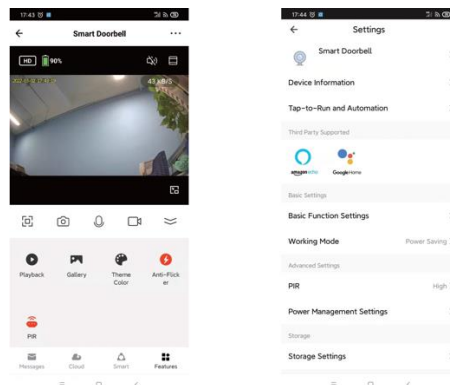 17:43
Smart Doorbell
HD 90%
43 KB/S
Playback
Gallery
Theme
Color
Anti-Flick
er
PIR
Messages
Cloud
Smart
Features
17:44
Settings
Smart Doorbell
Device Information
Tap-to-Run and Automation
Third Party Supported
amazon echo
Google Home
Basic Settings
Basic Function Settings
Working Mode Power Saving
Advanced Settings
PIR High
Power Management Settings
Storage
Storage Settings